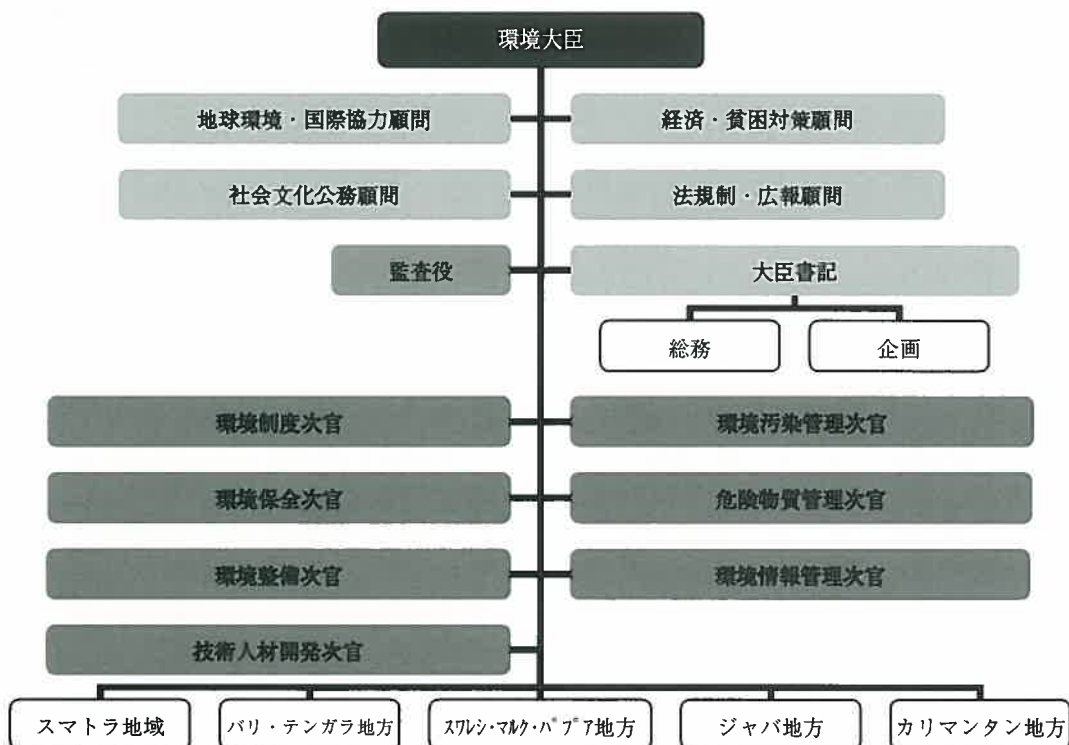 環境大臣
地球環境・国際協力顧問
経済・貧困対策顧問
社会文化公務顧問
法規制・広報顧問
監査役
大臣書記
総務
企画
環境制度次官
環境汚染管理次官
環境保全次官
危険物質管理次官
環境整備次官
環境情報管理次官
技術人材開発次官
スマトラ地域
バリ・テンガラ地方
スワレシ・マルク・パプア地方
ジャバ地方
カリマンタン地方